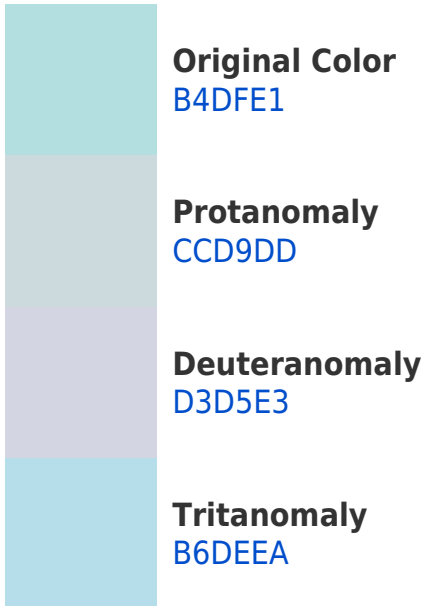 Original Color
B4DFE1
Protanomaly
CCD9DD
Deuteranomaly
D3D5E3
Tritanomaly
B6DEEA